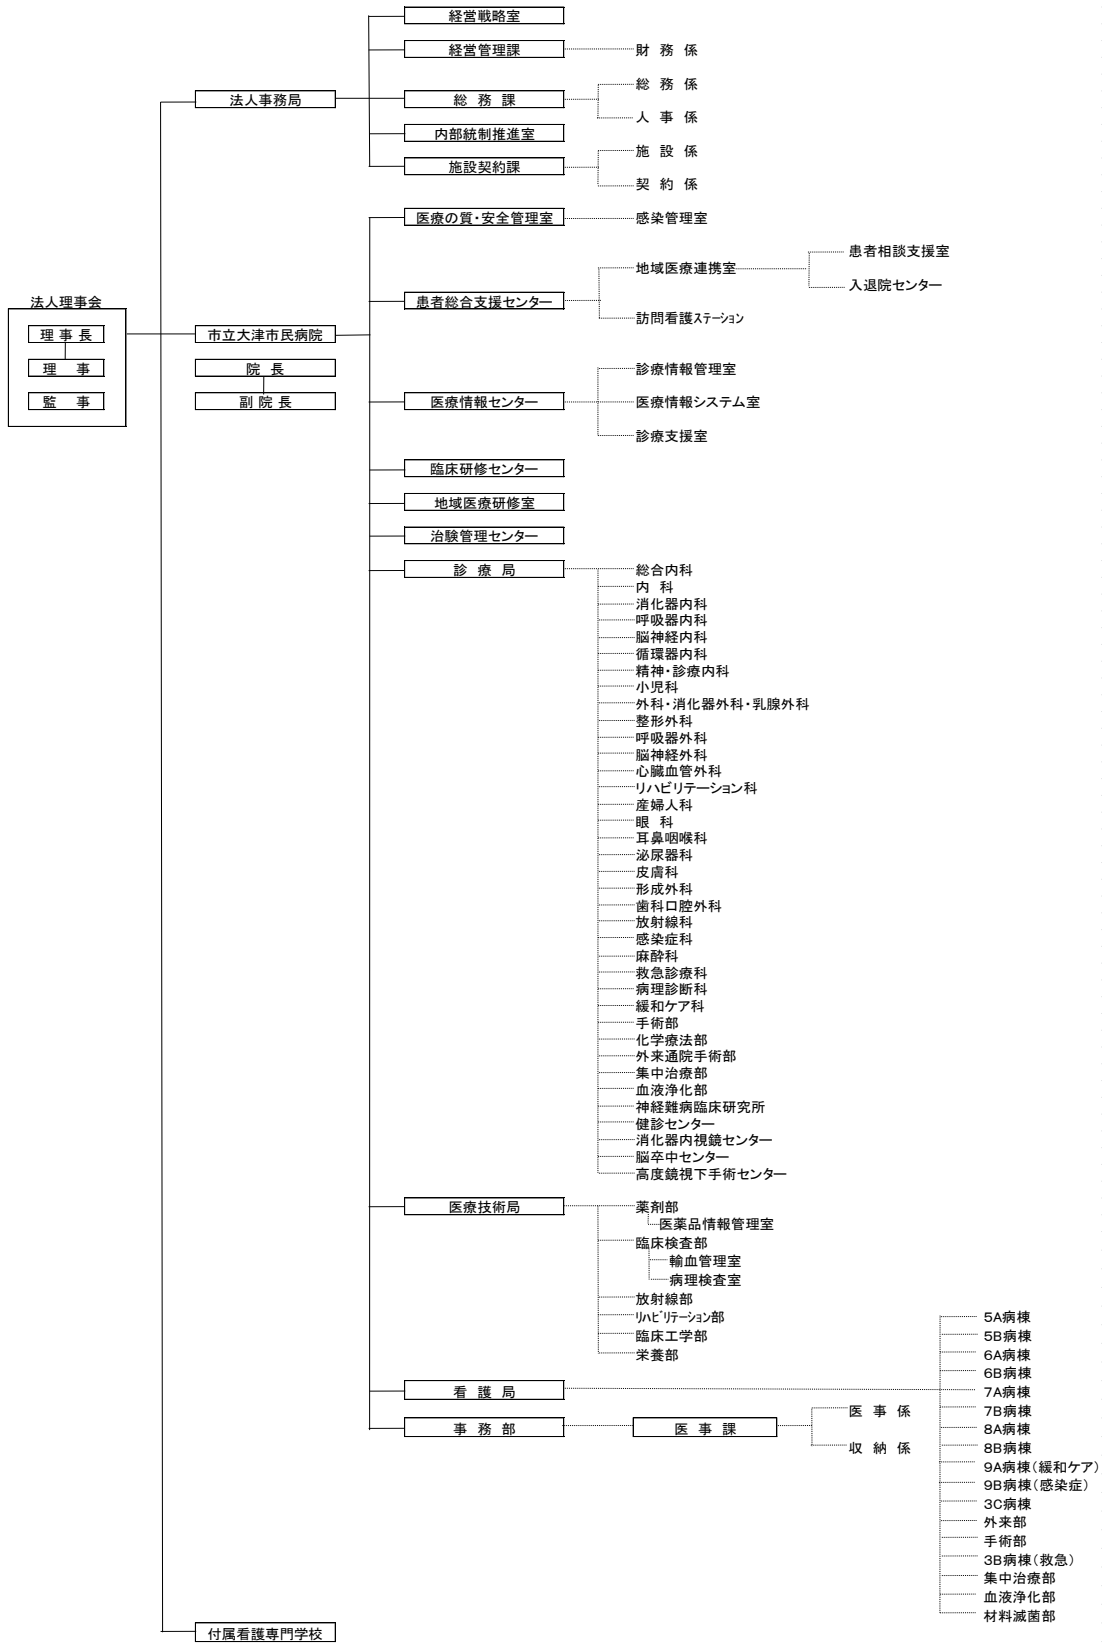 経営戦略室
経営管理課
財務係
法人事務局
総務課
総務係
人事係
内部統制推進室
施設契約課
施設係
契約係
医療の質・安全管理室
感染管理室
患者総合支援センター
地域医療連携室
患者相談支援室
入退院センター
訪問看護ステーション
法人理事会
理事長
理事
監事
市立大津市民病院
院長
副院長
医療情報センター
診療情報管理室
医療情報システム室
診療支援室
臨床研修センター
地域医療研修室
治験管理センター
診療局
総合内科
内科
消化器内科
呼吸器内科
脳神経内科
循環器内科
精神・診療内科
小児科
外科・消化器外科・乳腺外科
整形外科
呼吸器外科
脳神経外科
心臓血管外科
リハビリテーション科
産婦人科
眼科
耳鼻咽喉科
泌尿器科
皮膚科
形成外科
歯科口腔外科
放射線科
感染症科
麻酔科
救急診療科
病理診断科
緩和ケア科
手術部
化学療法部
外来通院手術部
集中治療部
血液浄化部
神経難病臨床研究所
健診センター
消化器内視鏡センター
脳卒中センター
高度鏡視下手術センター
医療技術局
薬剤部
医薬品情報管理室
臨床検査部
輸血管理室
病理検査室
放射線部
リハビリテーション部
臨床工学部
栄養部
看護局
5A病棟
5B病棟
6A病棟
6B病棟
7A病棟
7B病棟
8A病棟
8B病棟
9A病棟(緩和ケア)
9B病棟(感染症)
3C病棟
外来部
手術部
3B病棟(救急)
集中治療部
血液浄化部
材料滅菌部
事務部
医事課
医事係
収納係
付属看護専門学校